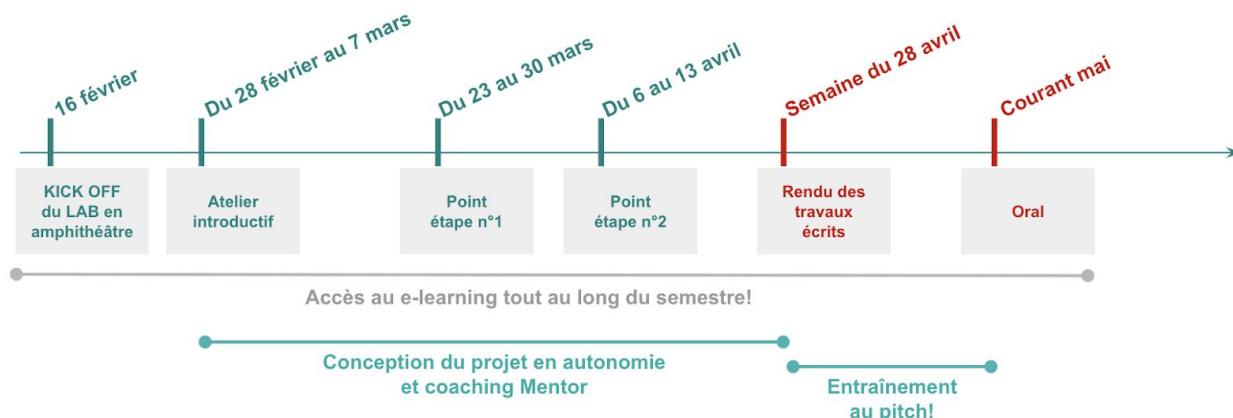 16 février
Du 28 février au 7 mars
Du 23 au 30 mars
Du 6 au 13 avril
Semaine du 28 avril
Courant mai
KICK OFF
du LAB en
amphithéâtre
Atelier
introductif
Point
étape n°1
Point
étape n°2
Rendu des
travaux
écrits
Oral
Accès au e-learning tout au long du semestre!
Conception du projet en autonomie
et coaching Mentor
Entraînement
au pitch!